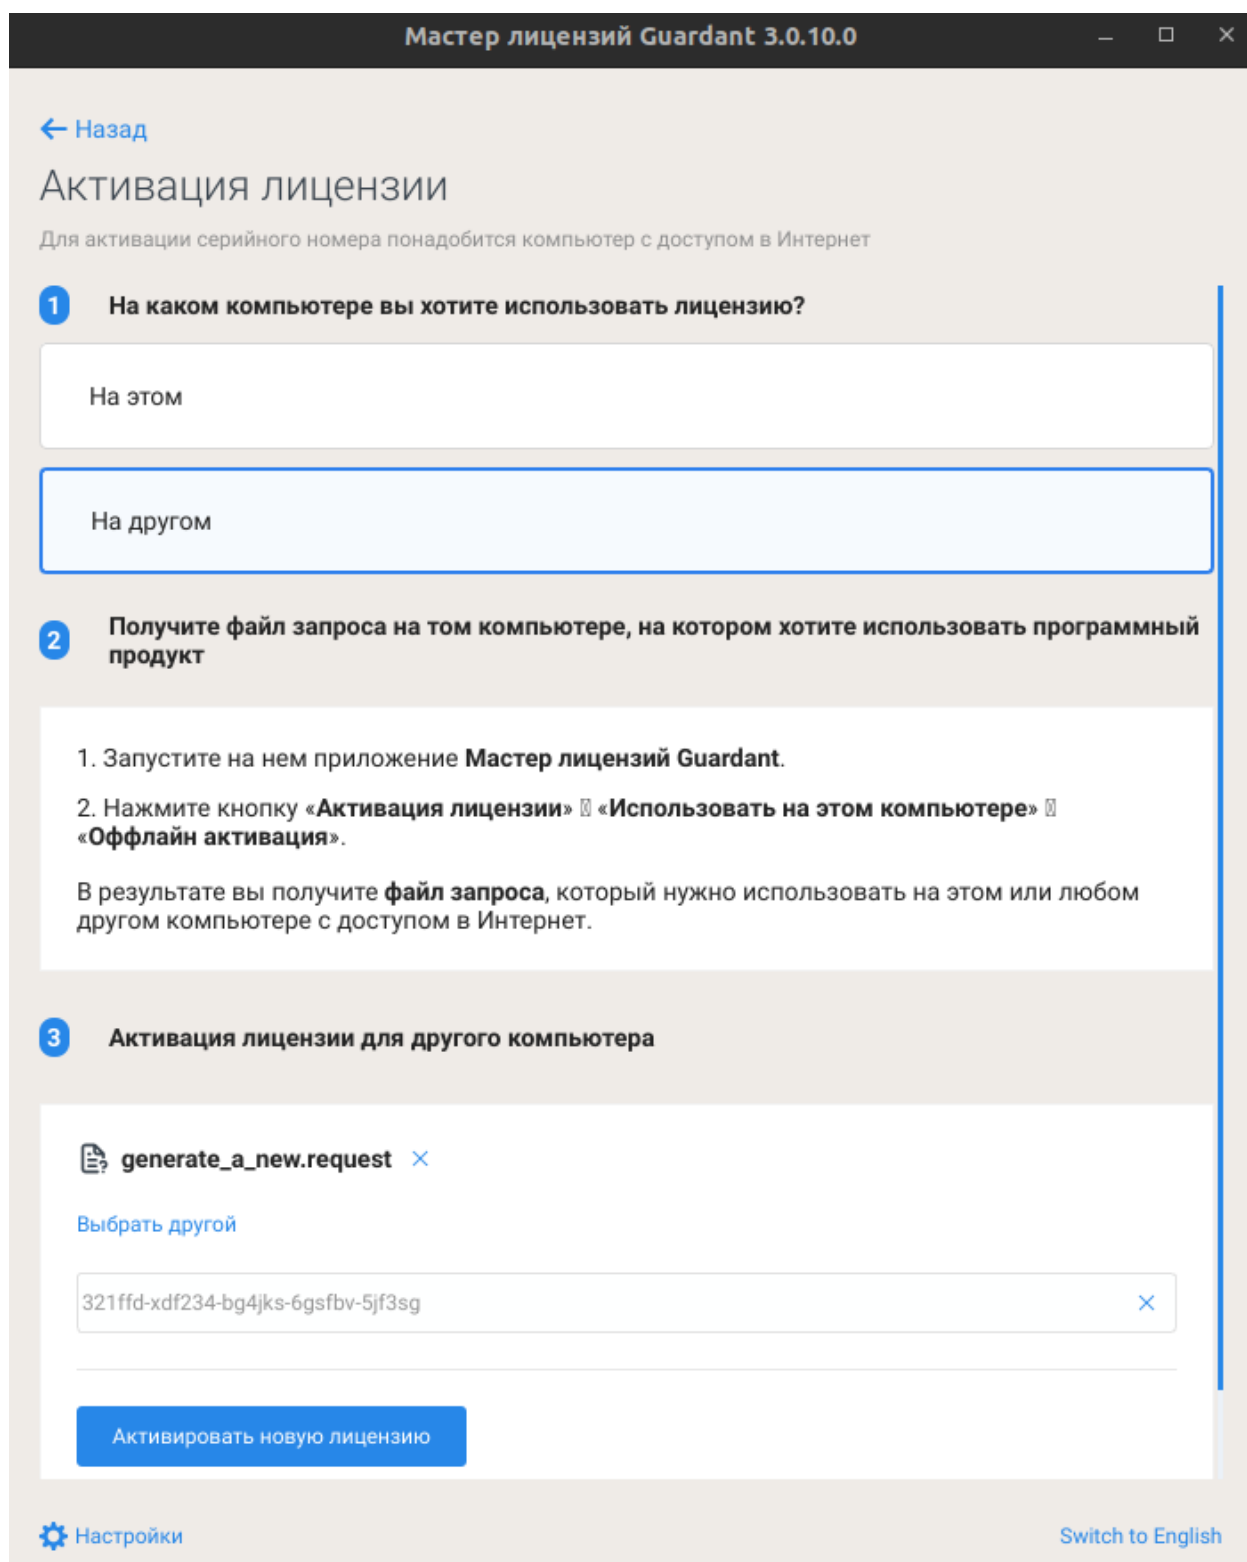 Мастер лицензий Guardant 3.0.10.0
Назад
Активация лицензии
Для активации серийного номера понадобится компьютер с доступом в Интернет
1 На каком компьютере вы хотите использовать лицензию?
На этом
На другом
2 Получите файл запроса на том компьютере, на котором хотите использовать программный
продукт
1. Запустите на нем приложение Мастер лицензий Guardant.
2. Нажмите кнопку «Активация лицензии» «Использовать на этом компьютере»
«Оффлайн активация».
В результате вы получите файл запроса, который нужно использовать на этом или любом
другом компьютере с доступом в Интернет.
3 Активация лицензии для другого компьютера
generate_a_new.request
Выбрать другой
321ffd-xdf234-bg4jks-6gsfbv-5jf3sg
Активировать новую лицензию
Настройки
Switch to English